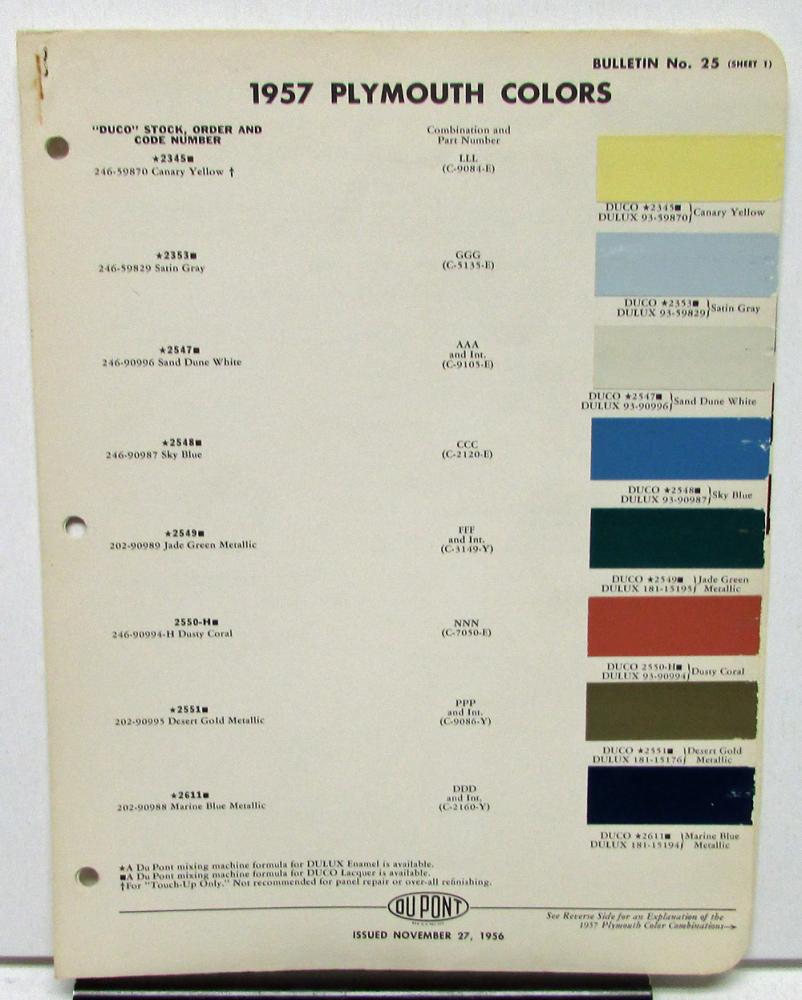 BULLETIN No. 25 (SHEET 1)
1957 PLYMOUTH COLORS
"DUCO" STOCK, ORDER AND
CODE NUMBER
Combination and
Part Number
★2345■
246-59870 Canary Yellow †
LLL
(C-9084-E)
DUCO ★2345■
DULUX 93-59870
} Canary Yellow
★2353■
246-59829 Satin Gray
GGG
(C-5135-E)
DUCO ★2353■
DULUX 93-59829
} Satin Gray
★2547■
246-90996 Sand Dune White
AAA
and Int.
(C-9105-E)
DUCO ★2547■
DULUX 93-90996
} Sand Dune White
★2548■
246-90987 Sky Blue
CCC
(C-2120-E)
DUCO ★2548■
DULUX 93-90987
} Sky Blue
★2549■
202-90989 Jade Green Metallic
FFF
and Int.
(C-3149-Y)
DUCO ★2549■ } Jade Green
DULUX 181-15195 } Metallic
2550-H■
246-90994-H Dusty Coral
NNN
(C-7050-E)
DUCO 2550-H■
DULUX 93-90994
} Dusty Coral
★2551■
202-90995 Desert Gold Metallic
PPP
and Int.
(C-9086-Y)
DUCO ★2551■ } Desert Gold
DULUX 181-15176 } Metallic
★2611■
202-90988 Marine Blue Metallic
DDD
and Int.
(C-2160-Y)
DUCO ★2611■ } Marine Blue
DULUX 181-15194 } Metallic
★A Du Pont mixing machine formula for DULUX Enamel is available.
■A Du Pont mixing machine formula for DUCO Lacquer is available.
†For "Touch-Up Only." Not recommended for panel repair or over-all refinishing.
DU PONT
ISSUED NOVEMBER 27, 1956
See Reverse Side for an Explanation of the
1957 Plymouth Color Combinations→